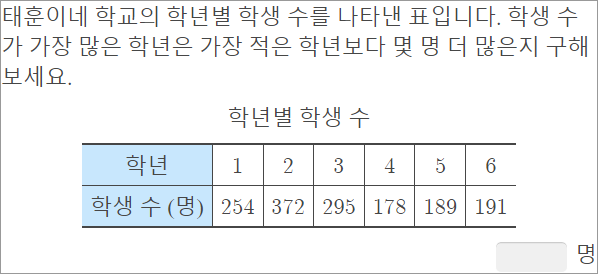 태훈이네 학교의 학년별 학생 수를 나타낸 표입니다. 학생 수
가 가장 많은 학년은 가장 적은 학년보다 몇 명 더 많은지 구해
보세요.
학년별 학생 수
학년 1 2 3 4 5 6
학생 수 (명) 254 372 295 178 189 191
명